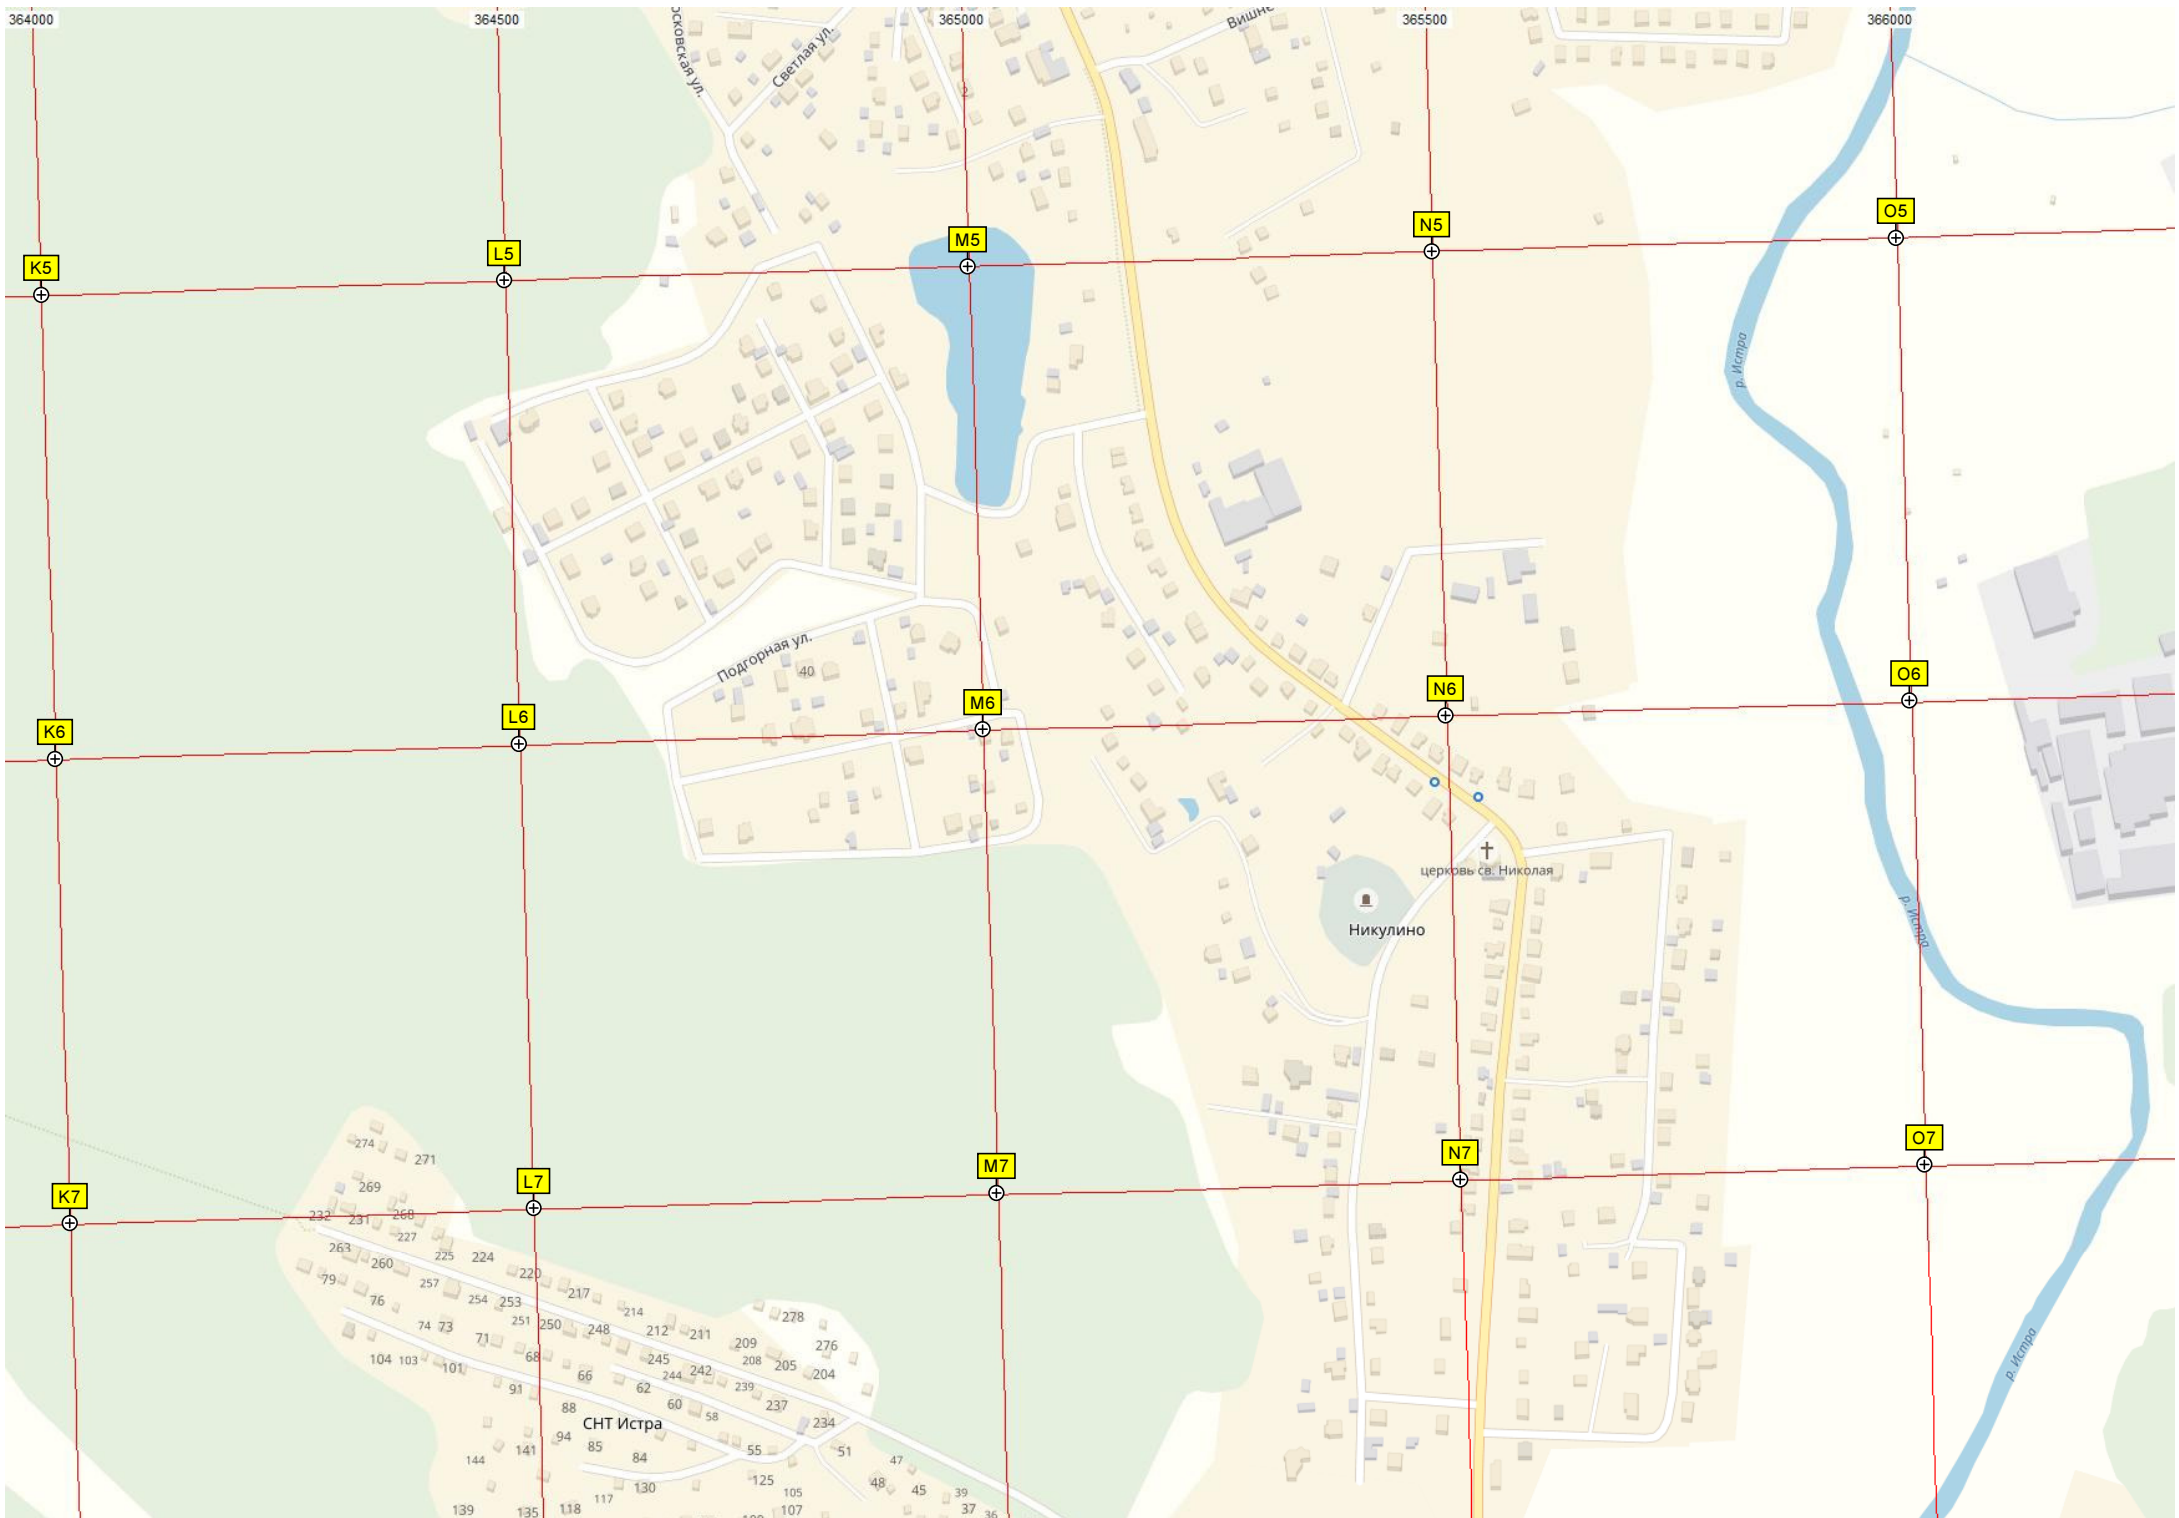 364000 364500 365000 365500 366000
осковская ул.
Светлая ул.
Вишне
2
K5 L5 M5 N5 O5
р. Истра
Подгорная ул.
40
K6 L6 M6 N6 O6
церковь св. Николая
Никулино
р. Истра
274
271
269
K7 L7 M7 N7 O7
232 231 268
227
263 260 225 224
79 257 220
76 254 253 217
214 278
74 73 251 250 248 212 211
71 209 276
104 103 101 68 245 208 205
66 244 242 204
91 62 239
88 60 58 237
СНТ Истра 234
94 85 55 51
144 141 84 47
130 125 48 45
117 105 39
139 135 118 107 37 36
р. Истра